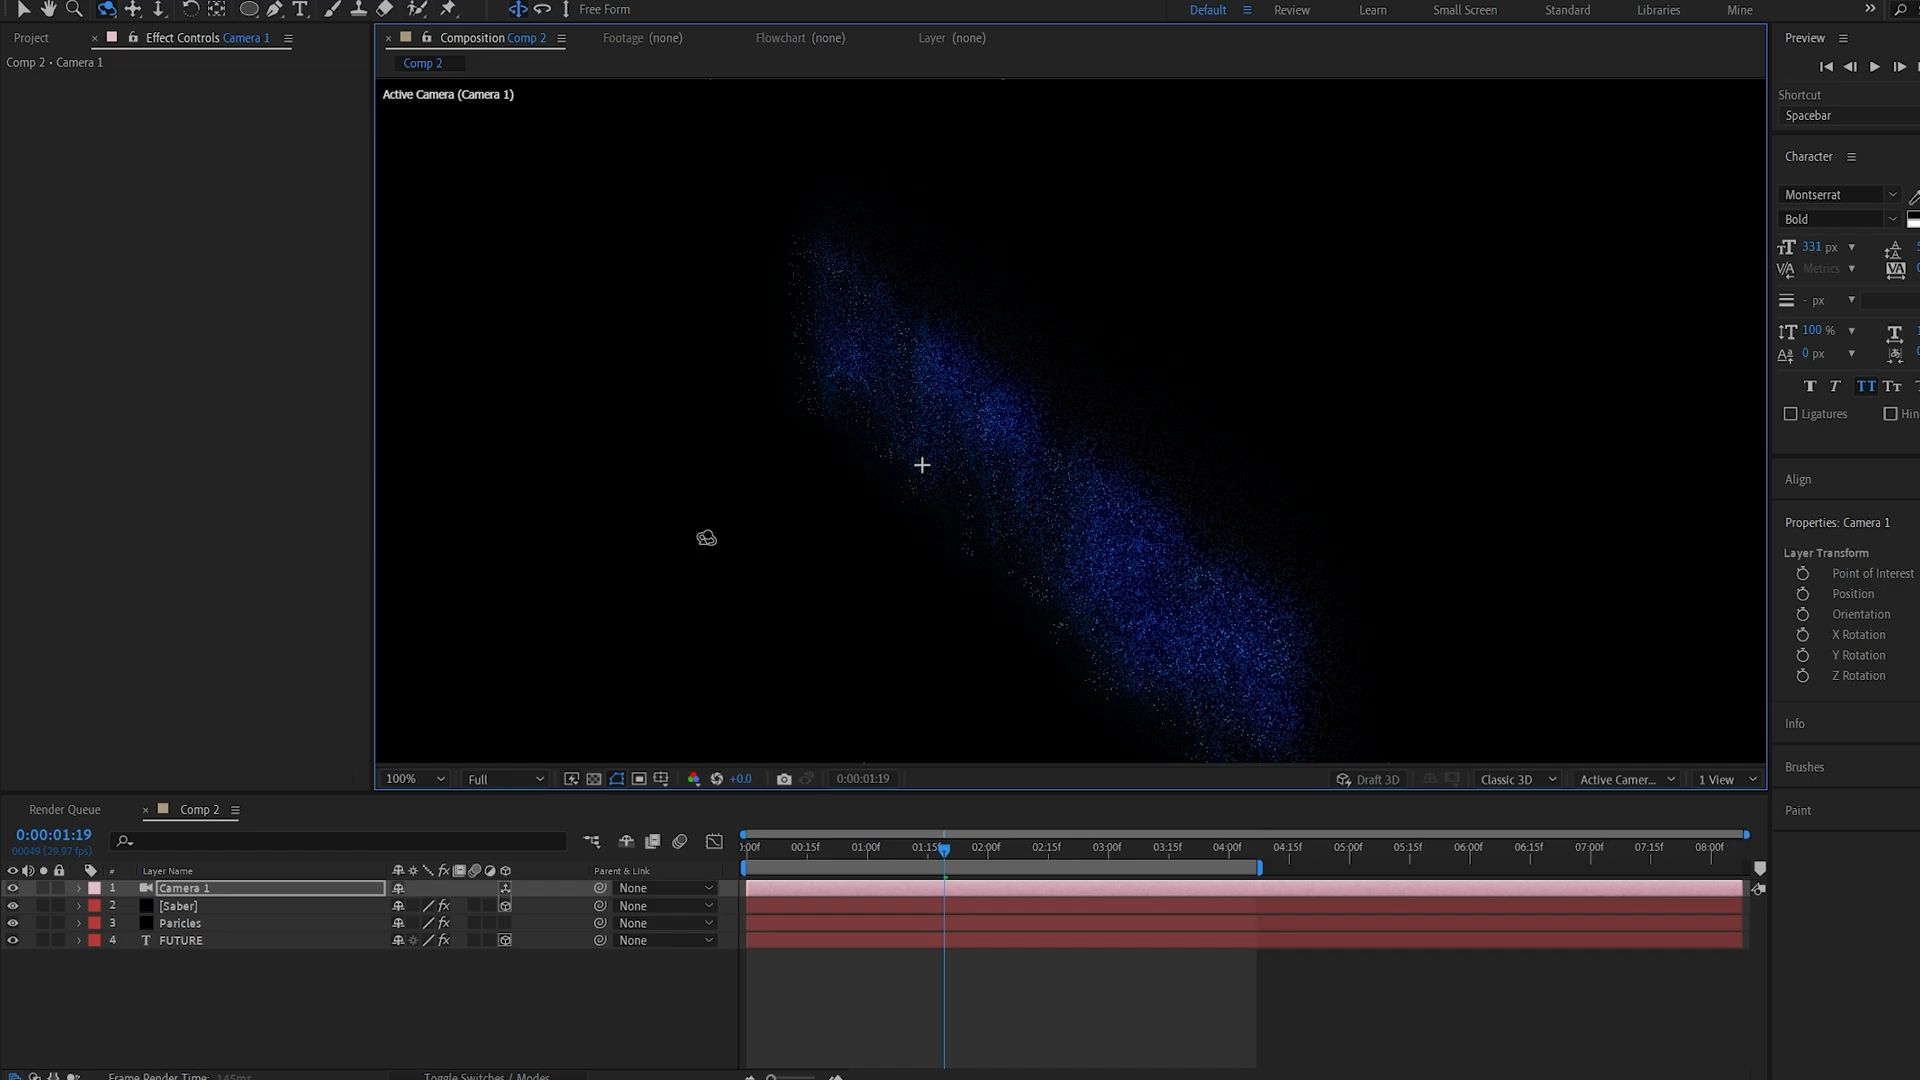 Free Form
Default
Review
Learn
Small Screen
Standard
Libraries
Mine
Project
Effect Controls Camera 1
Composition Comp 2
Footage (none)
Flowchart (none)
Layer (none)
Preview
Comp 2 • Camera 1
Comp 2
Active Camera (Camera 1)
Shortcut
Spacebar
Character
Montserrat
Bold
331 px
Metrics
- px
100 %
0 px
Ligatures
Align
Properties: Camera 1
Layer Transform
Point of Interest
Position
Orientation
X Rotation
Y Rotation
Z Rotation
Info
Brushes
Paint
100%
Full
+0.0
0:00:01:19
Draft 3D
Classic 3D
Active Camer...
1 View
Render Queue
Comp 2
0:00:01:19
00049 (29.97 fps)
:00f 00:15f 01:00f 01:15f 02:00f 02:15f 03:00f 03:15f 04:00f 04:15f 05:00f 05:15f 06:00f 06:15f 07:00f 07:15f 08:00f
# Layer Name Parent & Link
1 Camera 1 None
2 [Saber] None
3 Paricles None
4 T FUTURE None
Frame Render Time: 145ms
Toggle Switches / Modes